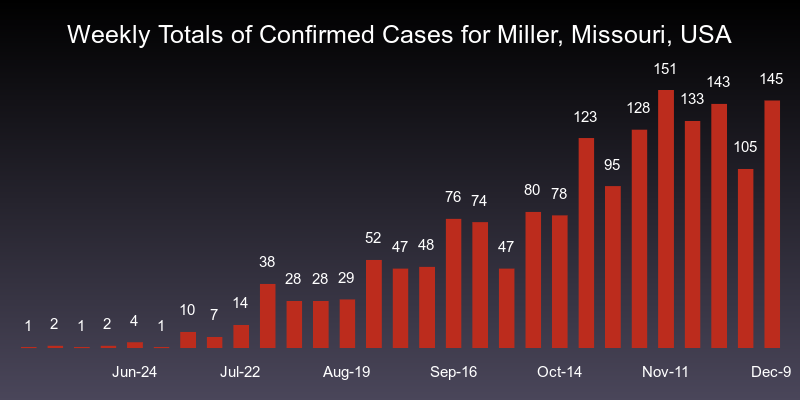 Weekly Totals of Confirmed Cases for Miller, Missouri, USA
1 2 1 2 4 1 10 7 14 38 28 28 29 52 47 48 76 74 47 80 78 123 95 128 151 133 143 105 145
Jun-24 Jul-22 Aug-19 Sep-16 Oct-14 Nov-11 Dec-9